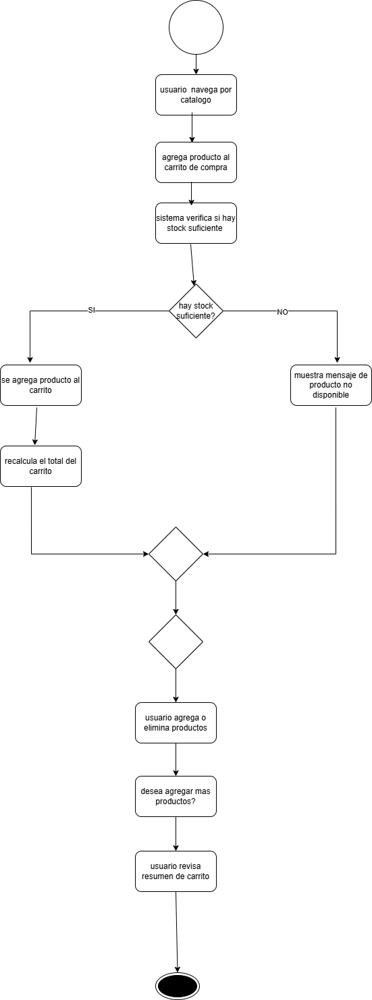 usuario navega por
catalogo
agrega producto al
carrito de compra
sistema verifica si hay
stock suficiente
hay stock
suficiente?
SI
NO
se agrega producto al
carrito
muestra mensaje de
producto no
disponible
recalcula el total del
carrito
usuario agrega o
elimina productos
desea agregar mas
productos?
usuario revisa
resumen de carrito